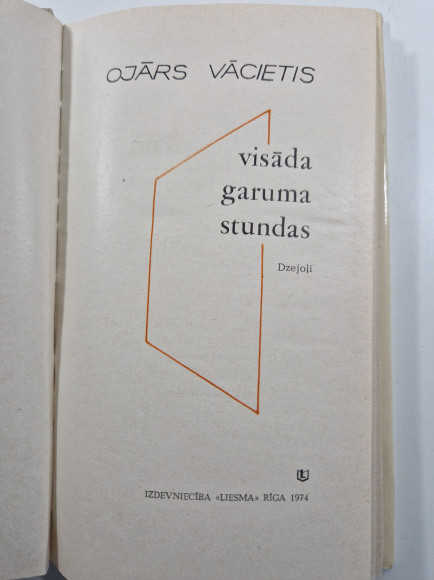 OJĀRS VĀCIETIS
visāda
garuma
stundas
Dzejoļi
IZDEVNIECĪBA «LIESMA» RĪGA 1974